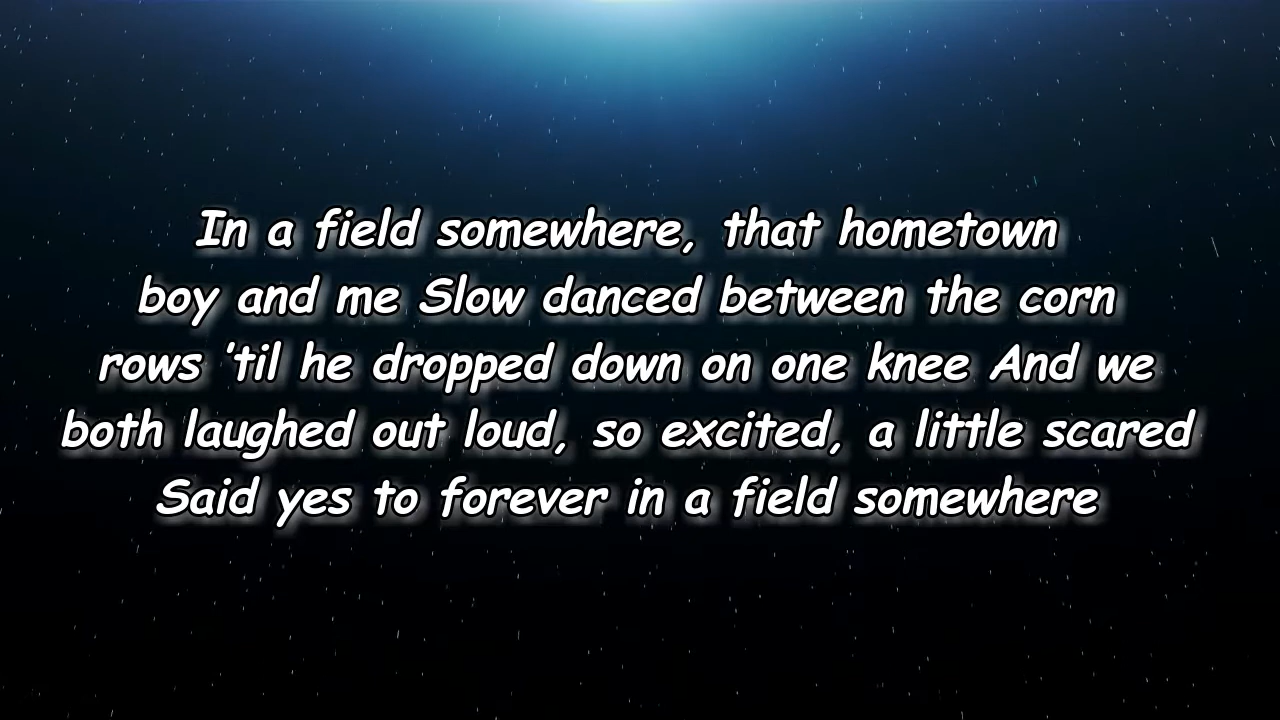 In a field somewhere, that hometown
boy and me Slow danced between the corn
rows 'til he dropped down on one knee And we
both laughed out loud, so excited, a little scared
Said yes to forever in a field somewhere